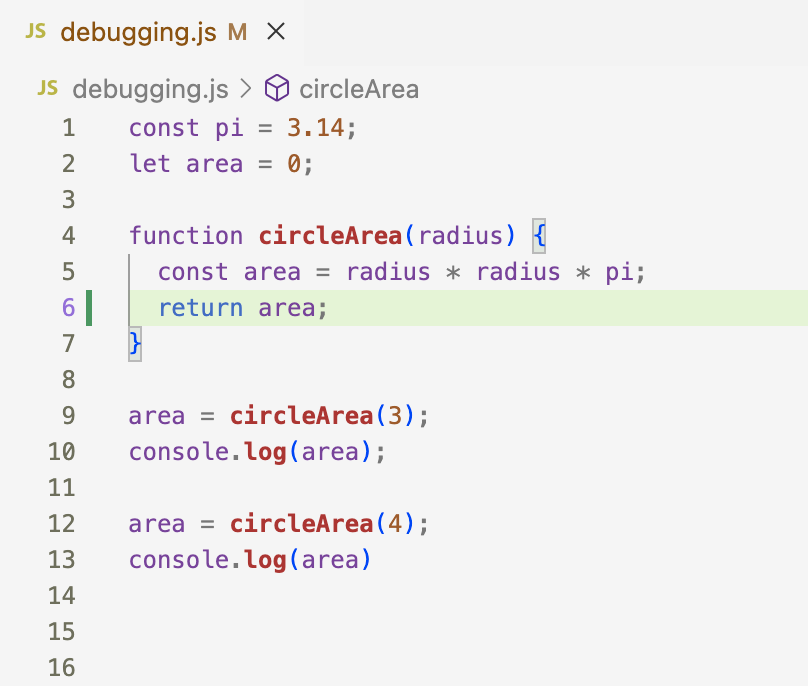 JS debugging.js M ×
JS debugging.js > circleArea
1 const pi = 3.14;
2 let area = 0;
3
4 function circleArea(radius) {
5   const area = radius * radius * pi;
6   return area;
7 }
8
9 area = circleArea(3);
10 console.log(area);
11
12 area = circleArea(4);
13 console.log(area)
14
15
16